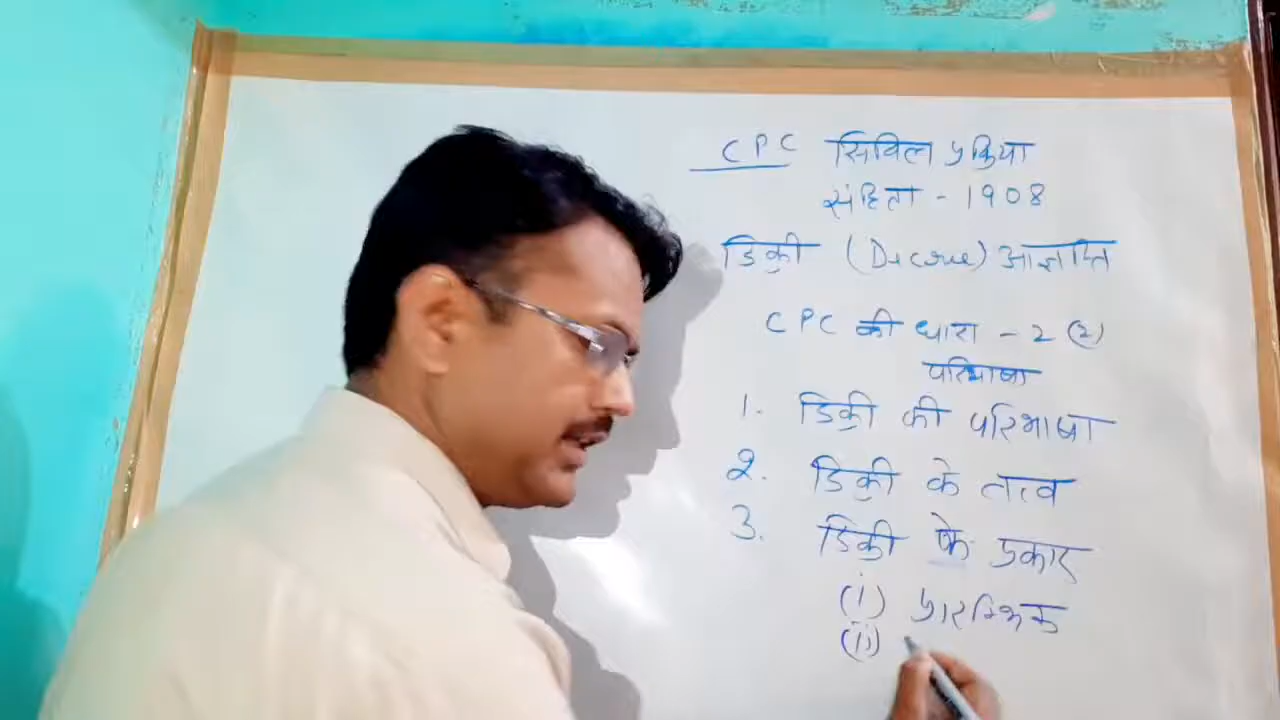 CPC सिविल प्रक्रिया
संहिता - 1908
डिक्री (Decree) आज्ञप्ति
CPC की धारा - 2 (2)
परिभाषा
1. डिक्री की परिभाषा
2. डिक्री के तत्व
3. डिक्री के प्रकार
(i) प्रारम्भिक
(ii)